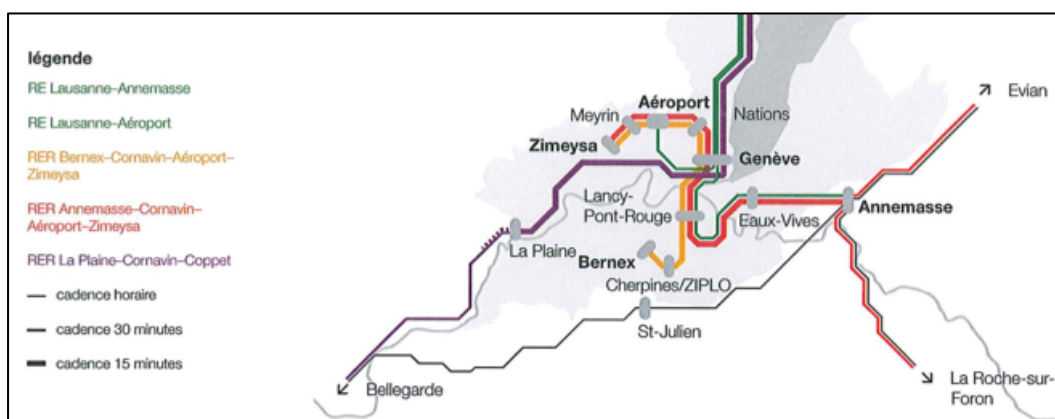 légende
RE Lausanne–Annemasse
RE Lausanne–Aéroport
RER Bernex–Cornavin–Aéroport–
Zimeysa
RER Annemasse–Cornavin–
Aéroport–Zimeysa
RER La Plaine–Cornavin–Coppet
cadence horaire
cadence 30 minutes
cadence 15 minutes
Evian
Aéroport
Meyrin
Nations
Zimeysa
Genève
Lancy-
Pont-Rouge
Eaux-Vives
Annemasse
La Plaine
Bernex
Cherpines/ZIPLO
St-Julien
Bellegarde
La Roche-sur-
Foron